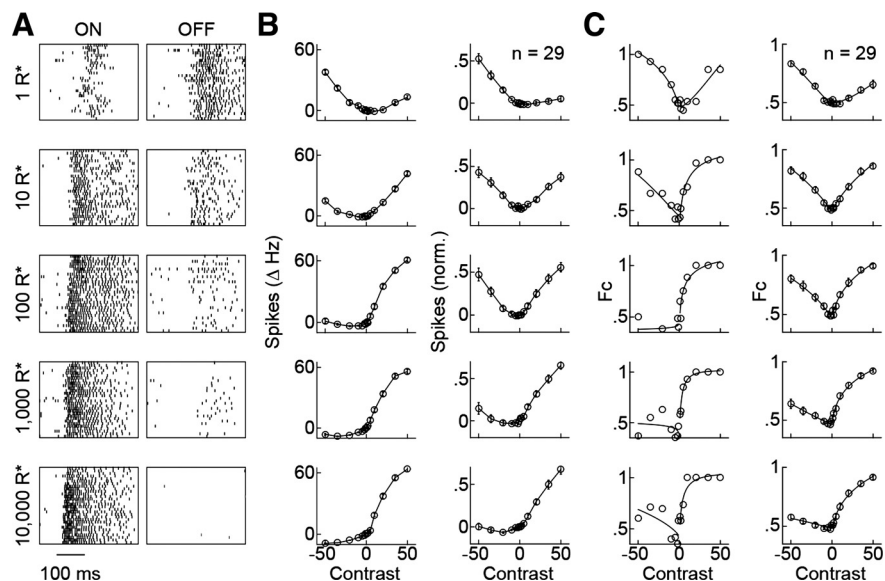 A
ON
OFF
B
C
1 R*
10 R*
100 R*
1,000 R*
10,000 R*
100 ms
60
0
60
0
60
0
60
0
60
0
Spikes (Δ Hz)
-50
0
50
Contrast
n = 29
.5
0
.5
0
.5
0
.5
0
.5
0
Spikes (norm.)
-50
0
50
Contrast
1
.5
1
.5
1
.5
1
.5
1
.5
Fc
-50
0
50
Contrast
n = 29
1
.5
1
.5
1
.5
1
.5
1
.5
Fc
-50
0
50
Contrast